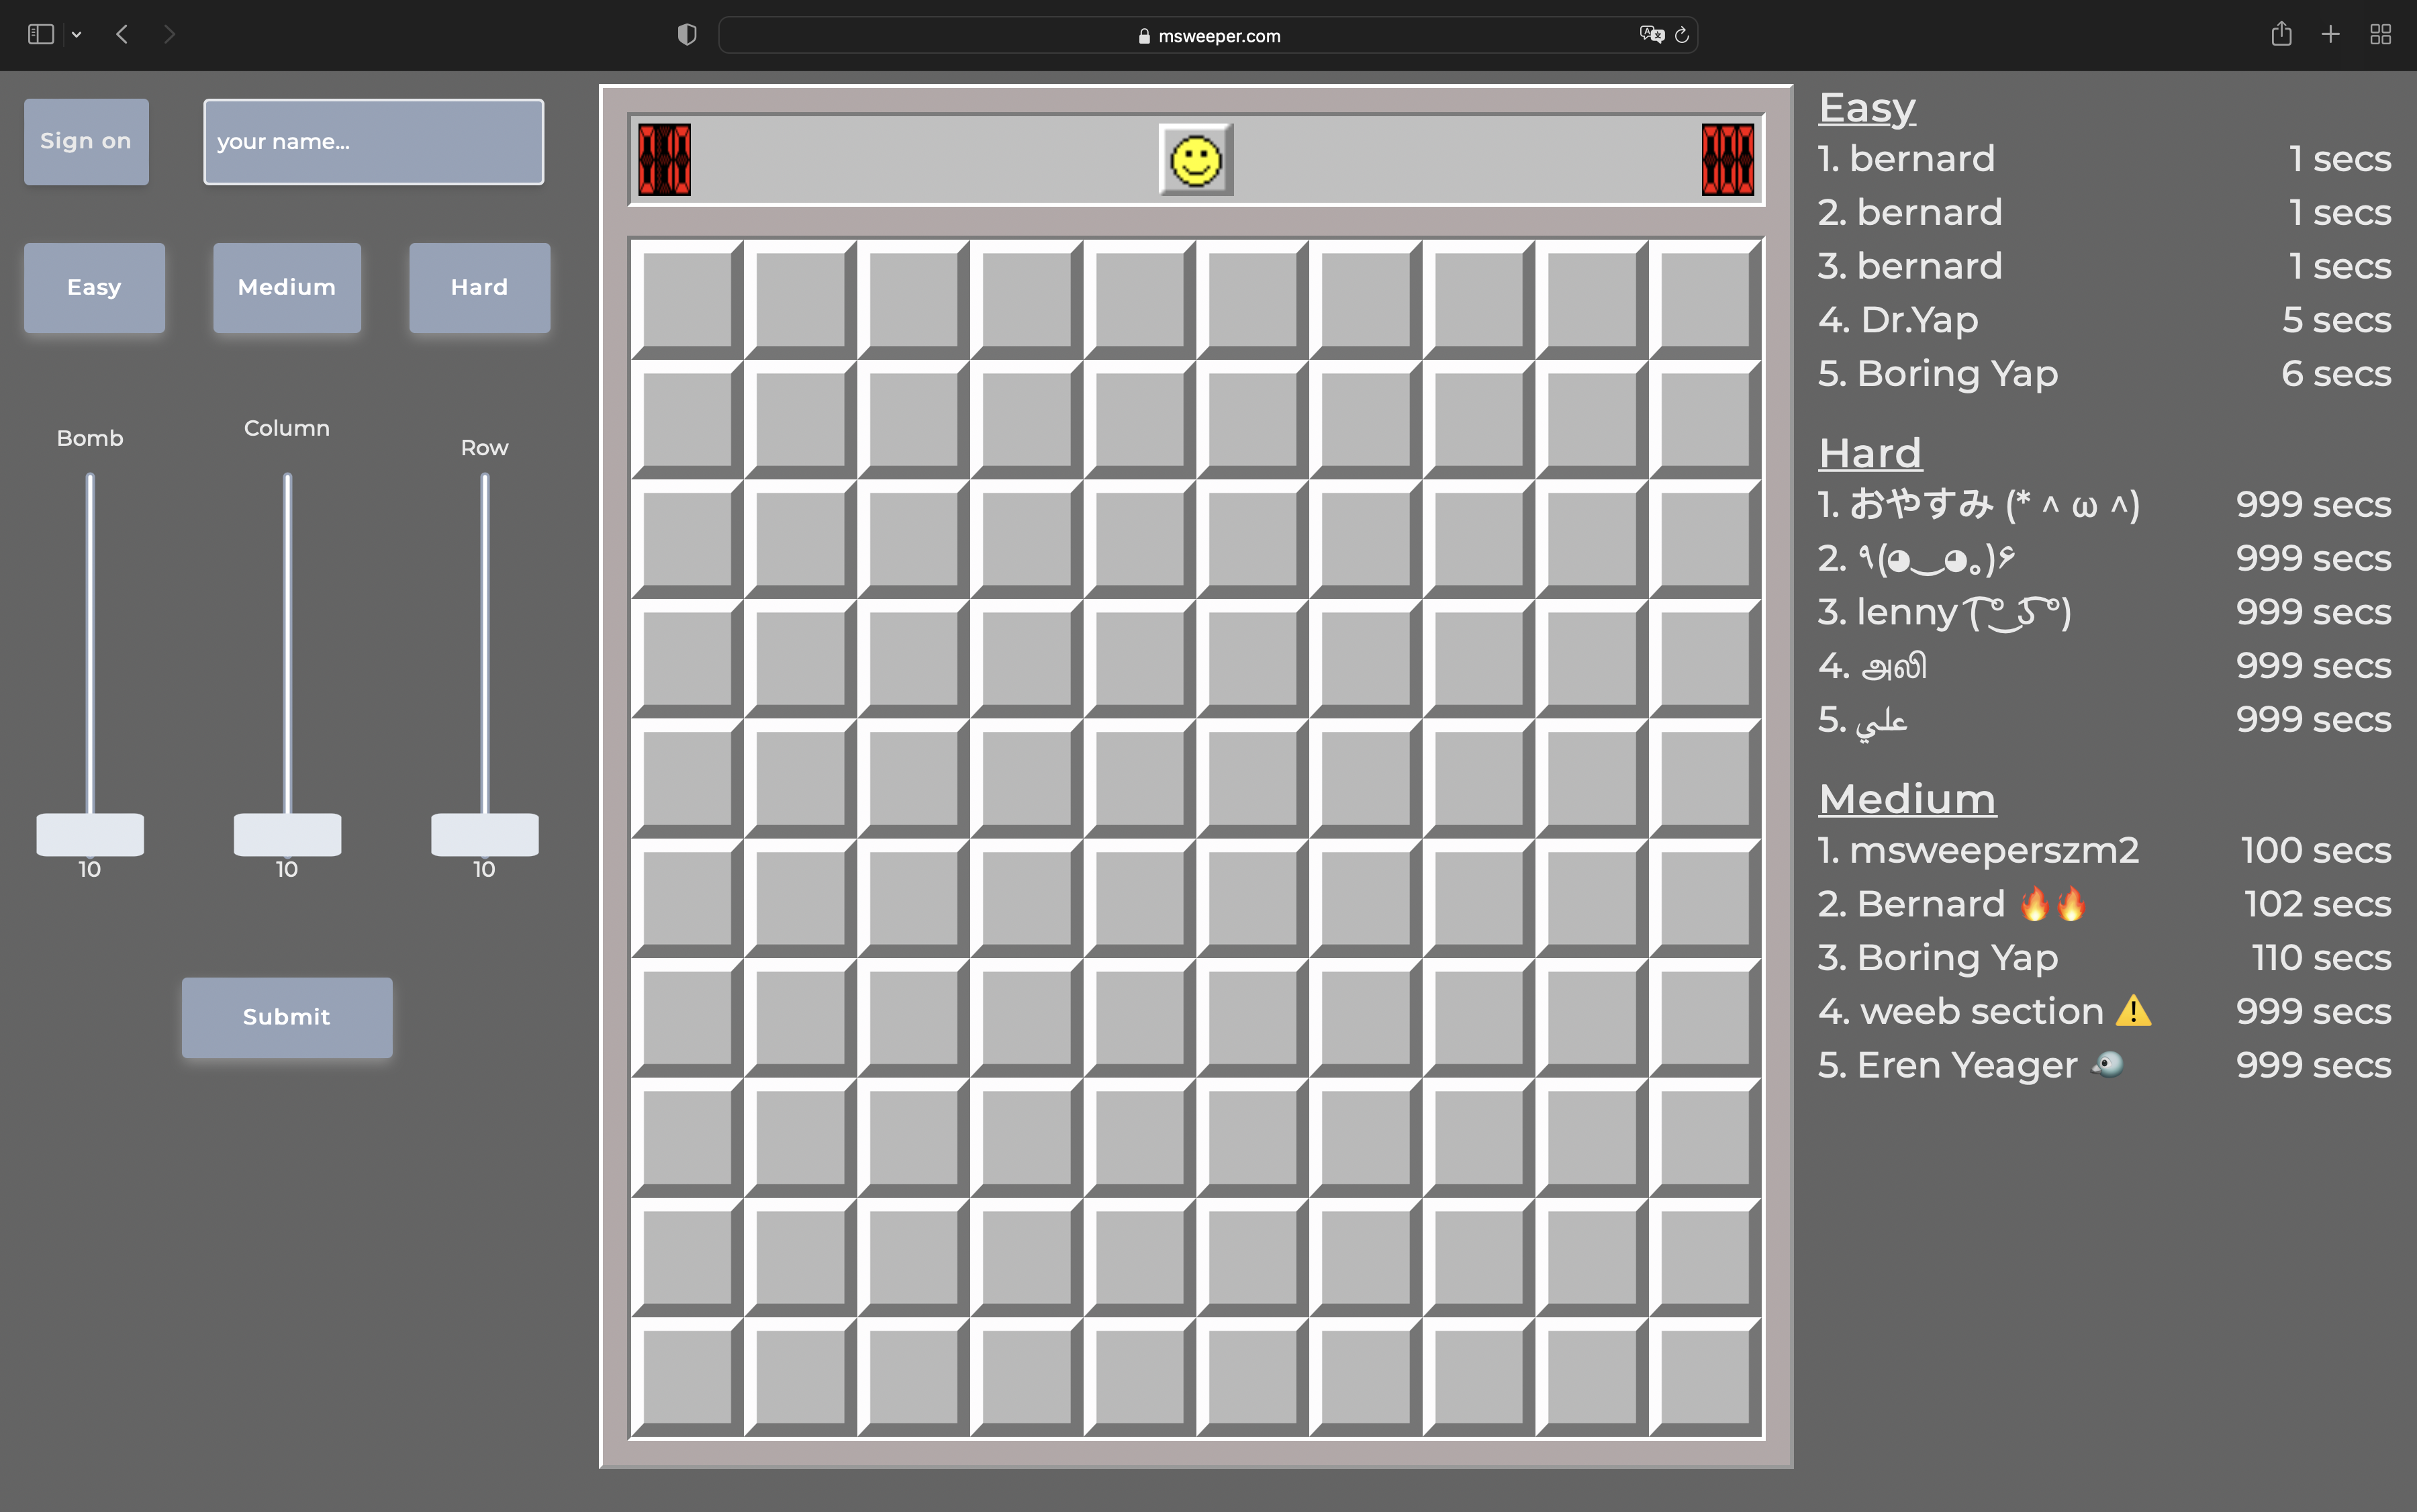 msweeper.com
Sign on
your name...
Easy
Medium
Hard
Bomb
Column
Row
10
10
10
Submit
Easy
1. bernard 1 secs
2. bernard 1 secs
3. bernard 1 secs
4. Dr.Yap 5 secs
5. Boring Yap 6 secs
Hard
1. おやすみ (* ^ ω ^) 999 secs
2. ٩(◕‿◕｡)۶ 999 secs
3. lenny ( ͡° ͜ʖ ͡°) 999 secs
4. அலி 999 secs
5. علي 999 secs
Medium
1. msweeperszm2 100 secs
2. Bernard 🔥🔥 102 secs
3. Boring Yap 110 secs
4. weeb section ⚠️ 999 secs
5. Eren Yeager 999 secs